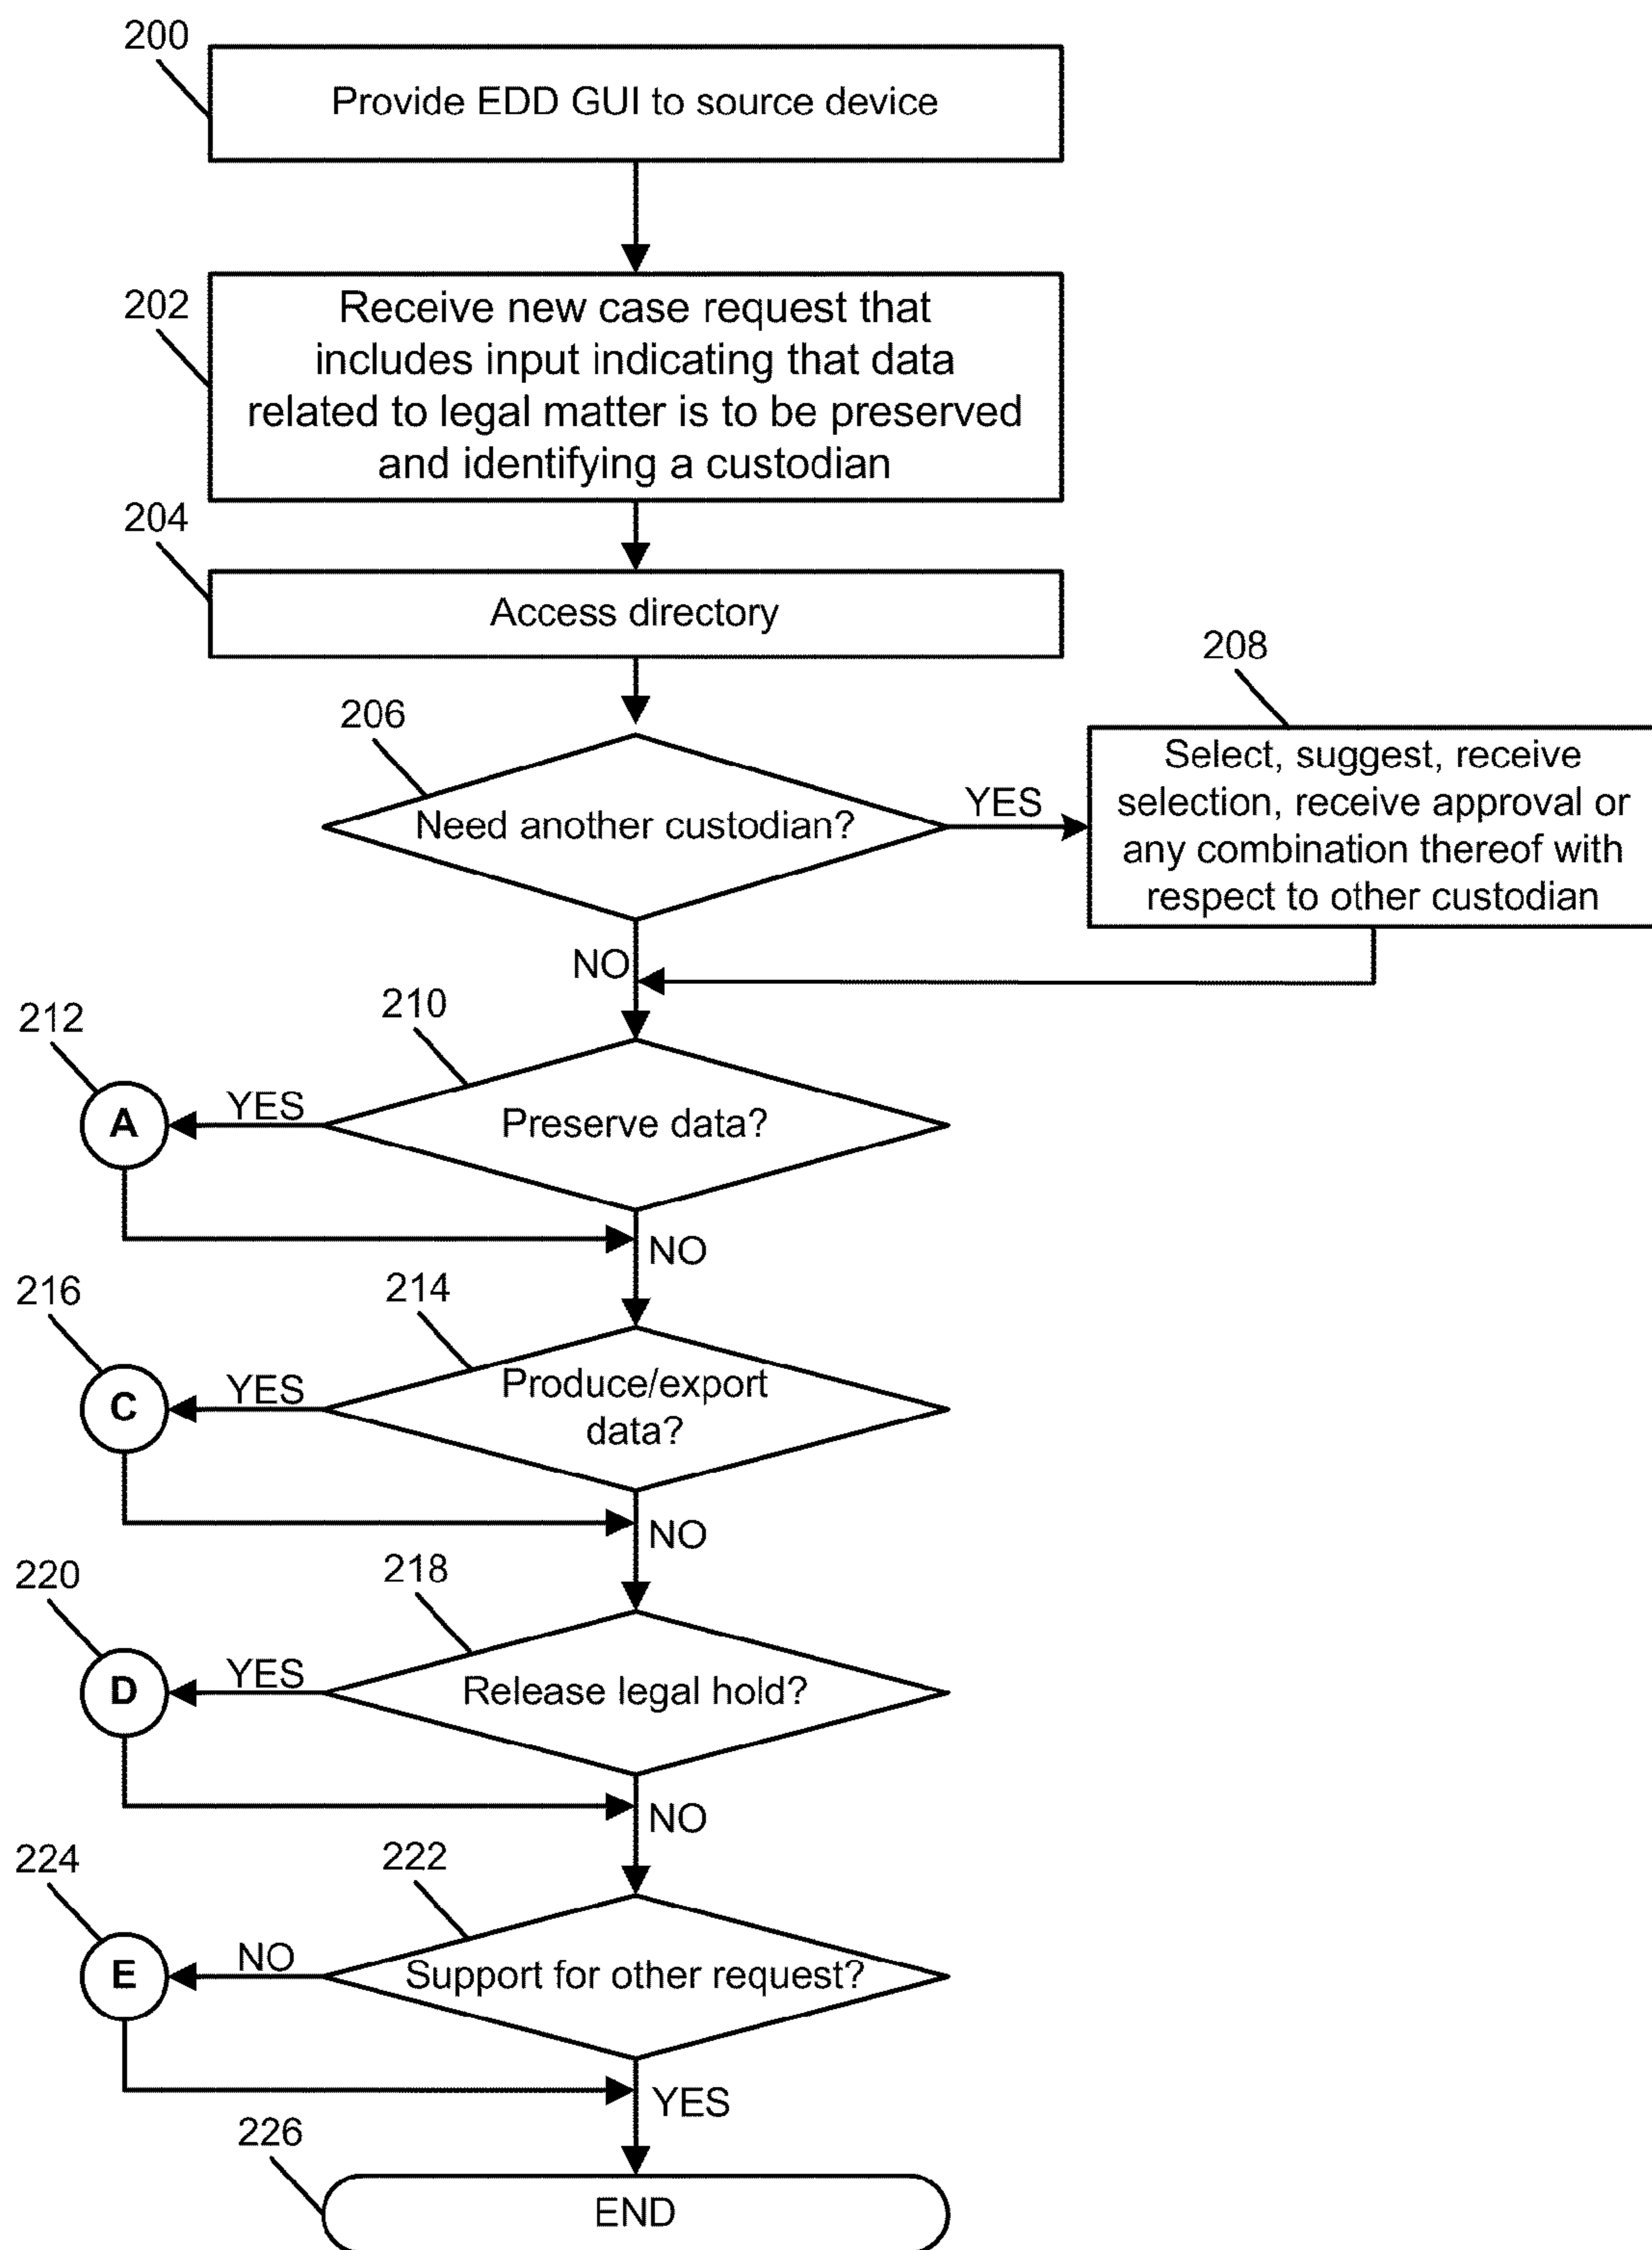 200
Provide EDD GUI to source device
202
Receive new case request that
includes input indicating that data
related to legal matter is to be preserved
and identifying a custodian
204
Access directory
206
Need another custodian?
YES
208
Select, suggest, receive
selection, receive approval or
any combination thereof with
respect to other custodian
NO
210
Preserve data?
YES
212
A
NO
214
Produce/export
data?
YES
216
C
NO
218
Release legal hold?
YES
220
D
NO
222
Support for other request?
NO
224
E
YES
226
END